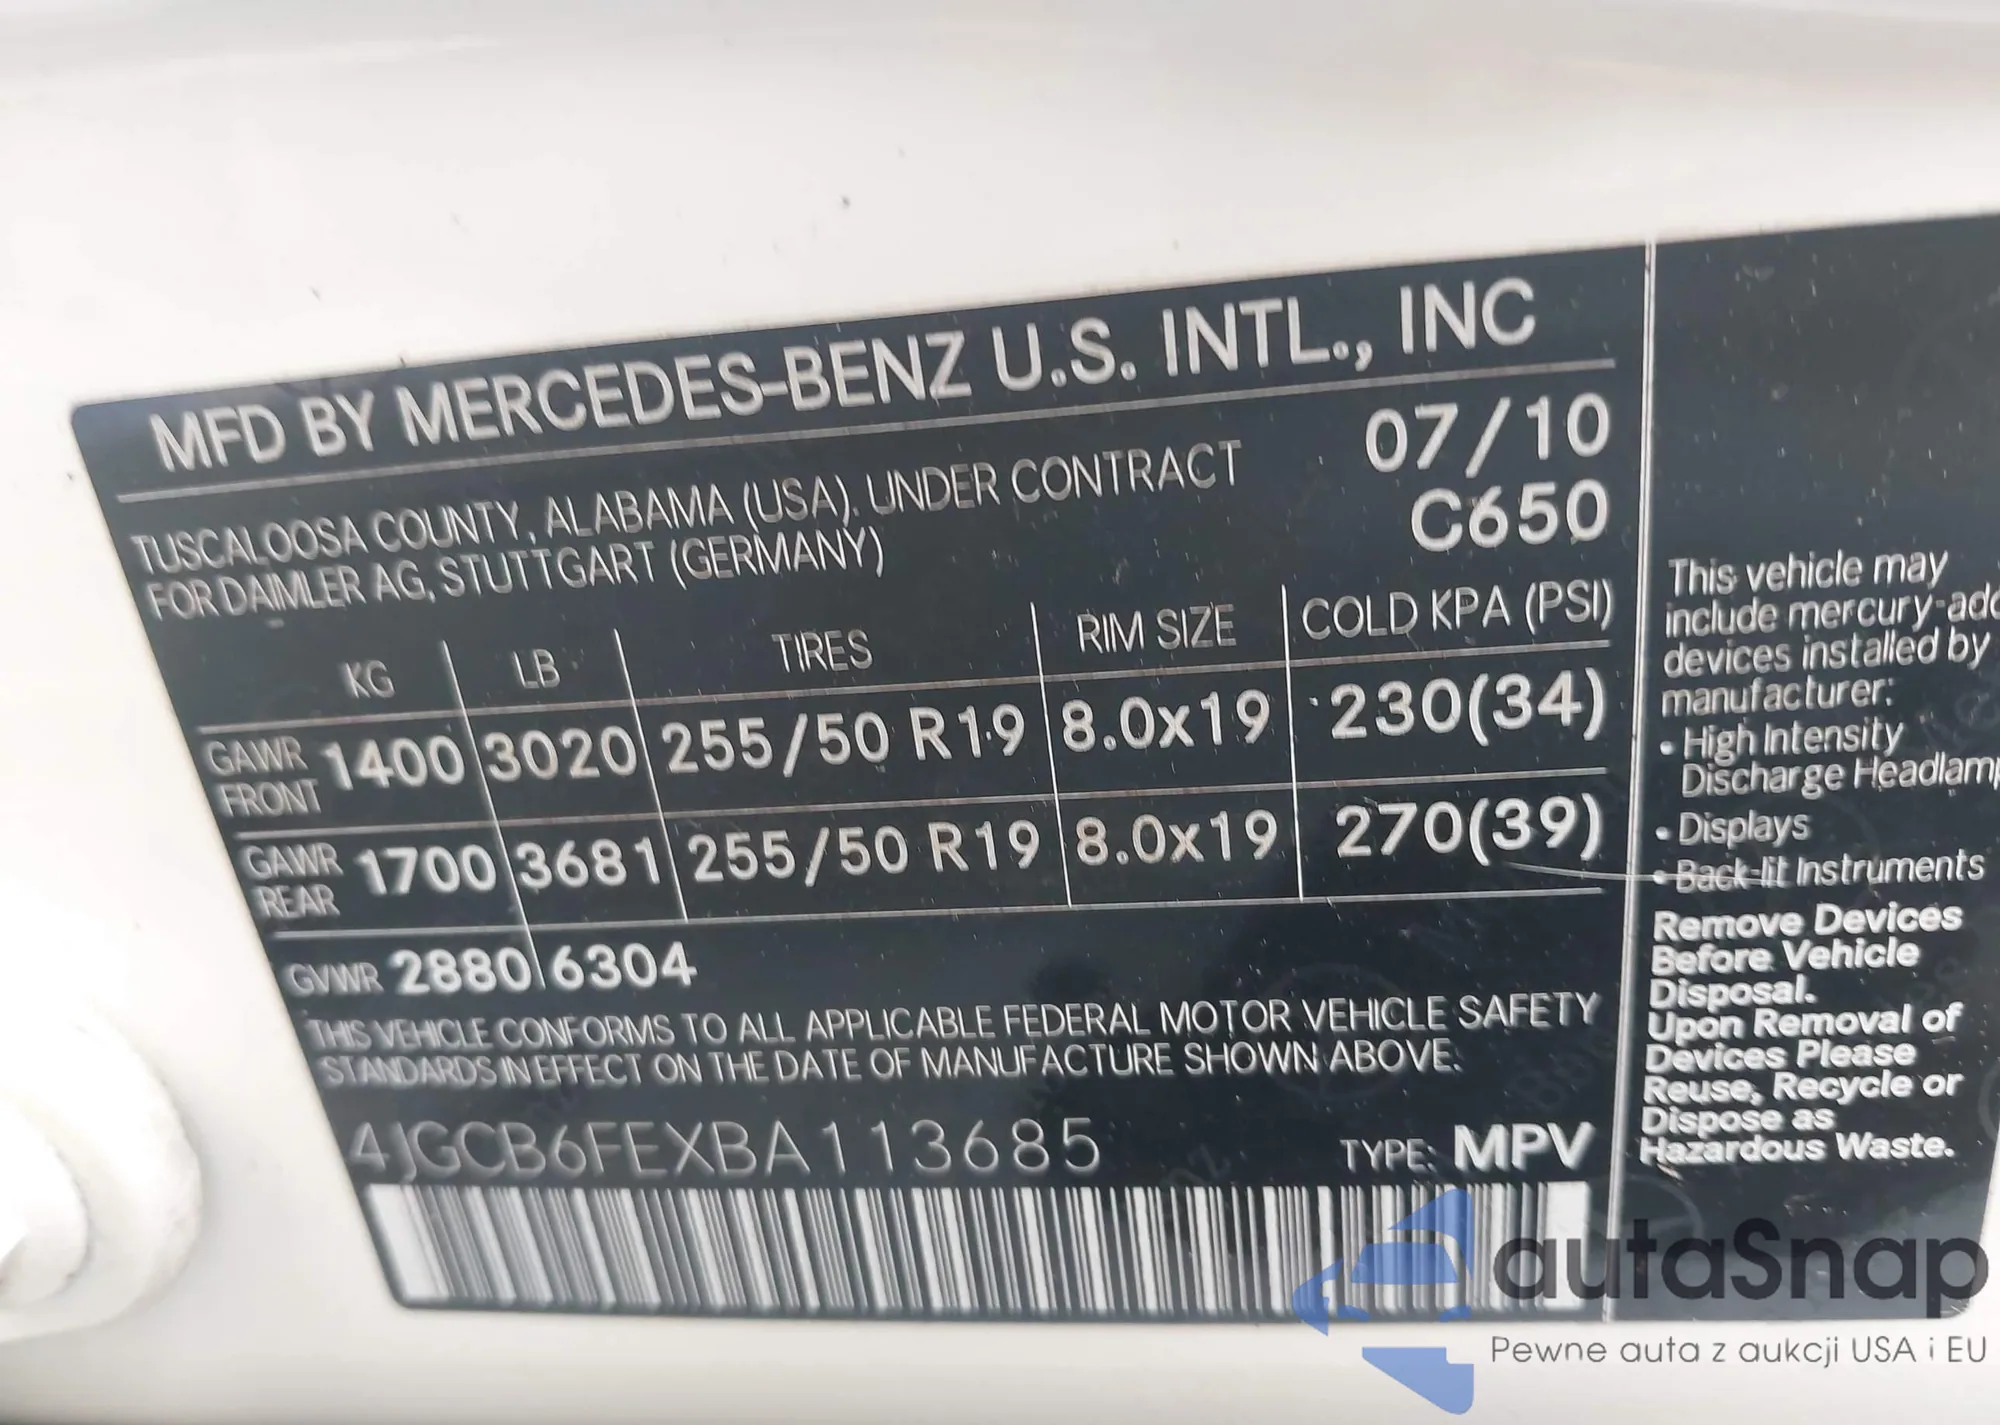 MFD BY MERCEDES-BENZ U.S. INTL., INC
07/10
TUSCALOOSA COUNTY, ALABAMA (USA). UNDER CONTRACT
FOR DAIMLER AG, STUTTGART (GERMANY)
C650
KG LB TIRES RIM SIZE COLD KPA (PSI)
GAWR FRONT 1400 3020 255/50 R19 8.0x19 230(34)
GAWR REAR 1700 3681 255/50 R19 8.0x19 270(39)
GVWR 2880 6304
THIS VEHICLE CONFORMS TO ALL APPLICABLE FEDERAL MOTOR VEHICLE SAFETY
STANDARDS IN EFFECT ON THE DATE OF MANUFACTURE SHOWN ABOVE.
4JGCB6FEXBA113685
TYPE: MPV
This vehicle may
include mercury-add
devices installed by
manufacturer:
• High Intensity
Discharge Headlamp
• Displays
• Back-lit Instruments
Remove Devices
Before Vehicle
Disposal.
Upon Removal of
Devices Please
Reuse, Recycle or
Dispose as
Hazardous Waste.
autaSnap
Pewne auta z aukcji USA i EU